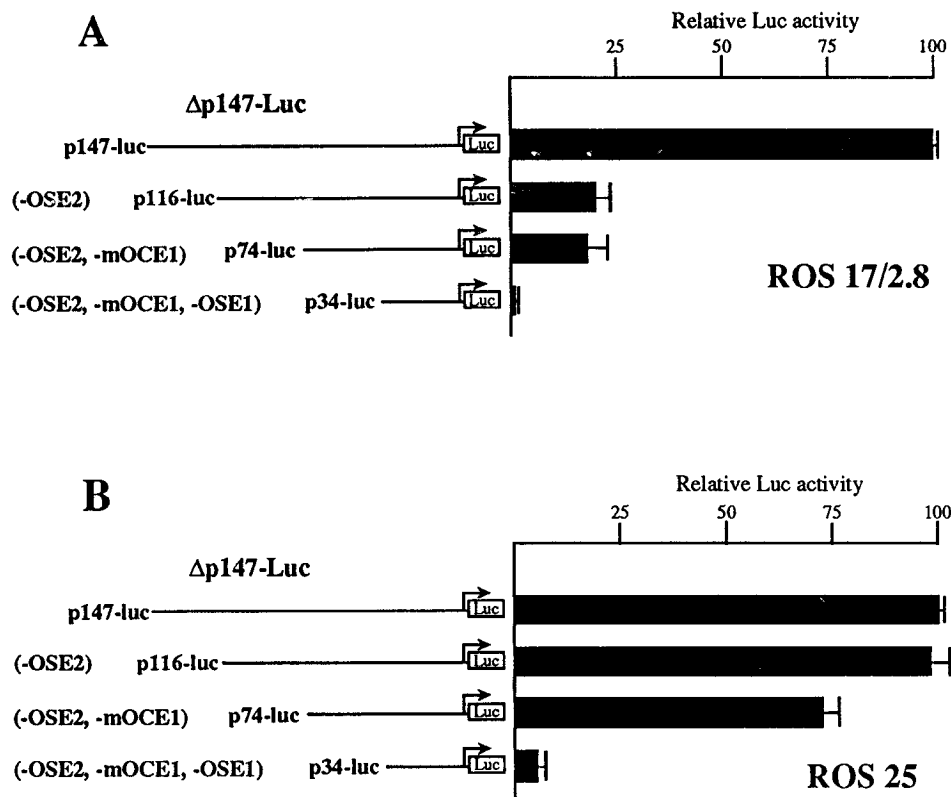 A
Relative Luc activity
25 50 75 100
Δp147-Luc
p147-luc Luc
(-OSE2) p116-luc Luc
(-OSE2, -mOCE1) p74-luc Luc
(-OSE2, -mOCE1, -OSE1) p34-luc Luc
ROS 17/2.8
B
Relative Luc activity
25 50 75 100
Δp147-Luc
p147-luc Luc
(-OSE2) p116-luc Luc
(-OSE2, -mOCE1) p74-luc Luc
(-OSE2, -mOCE1, -OSE1) p34-luc Luc
ROS 25